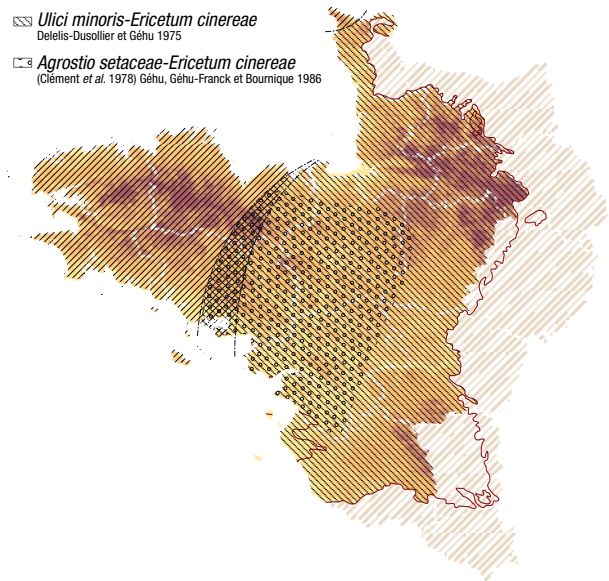 Ulici minoris-Ericetum cinereae
Delelis-Dusollier et Géhu 1975
Agrostio setaceae-Ericetum cinereae
(Clément et al. 1978) Géhu, Géhu-Franck et Bournique 1986